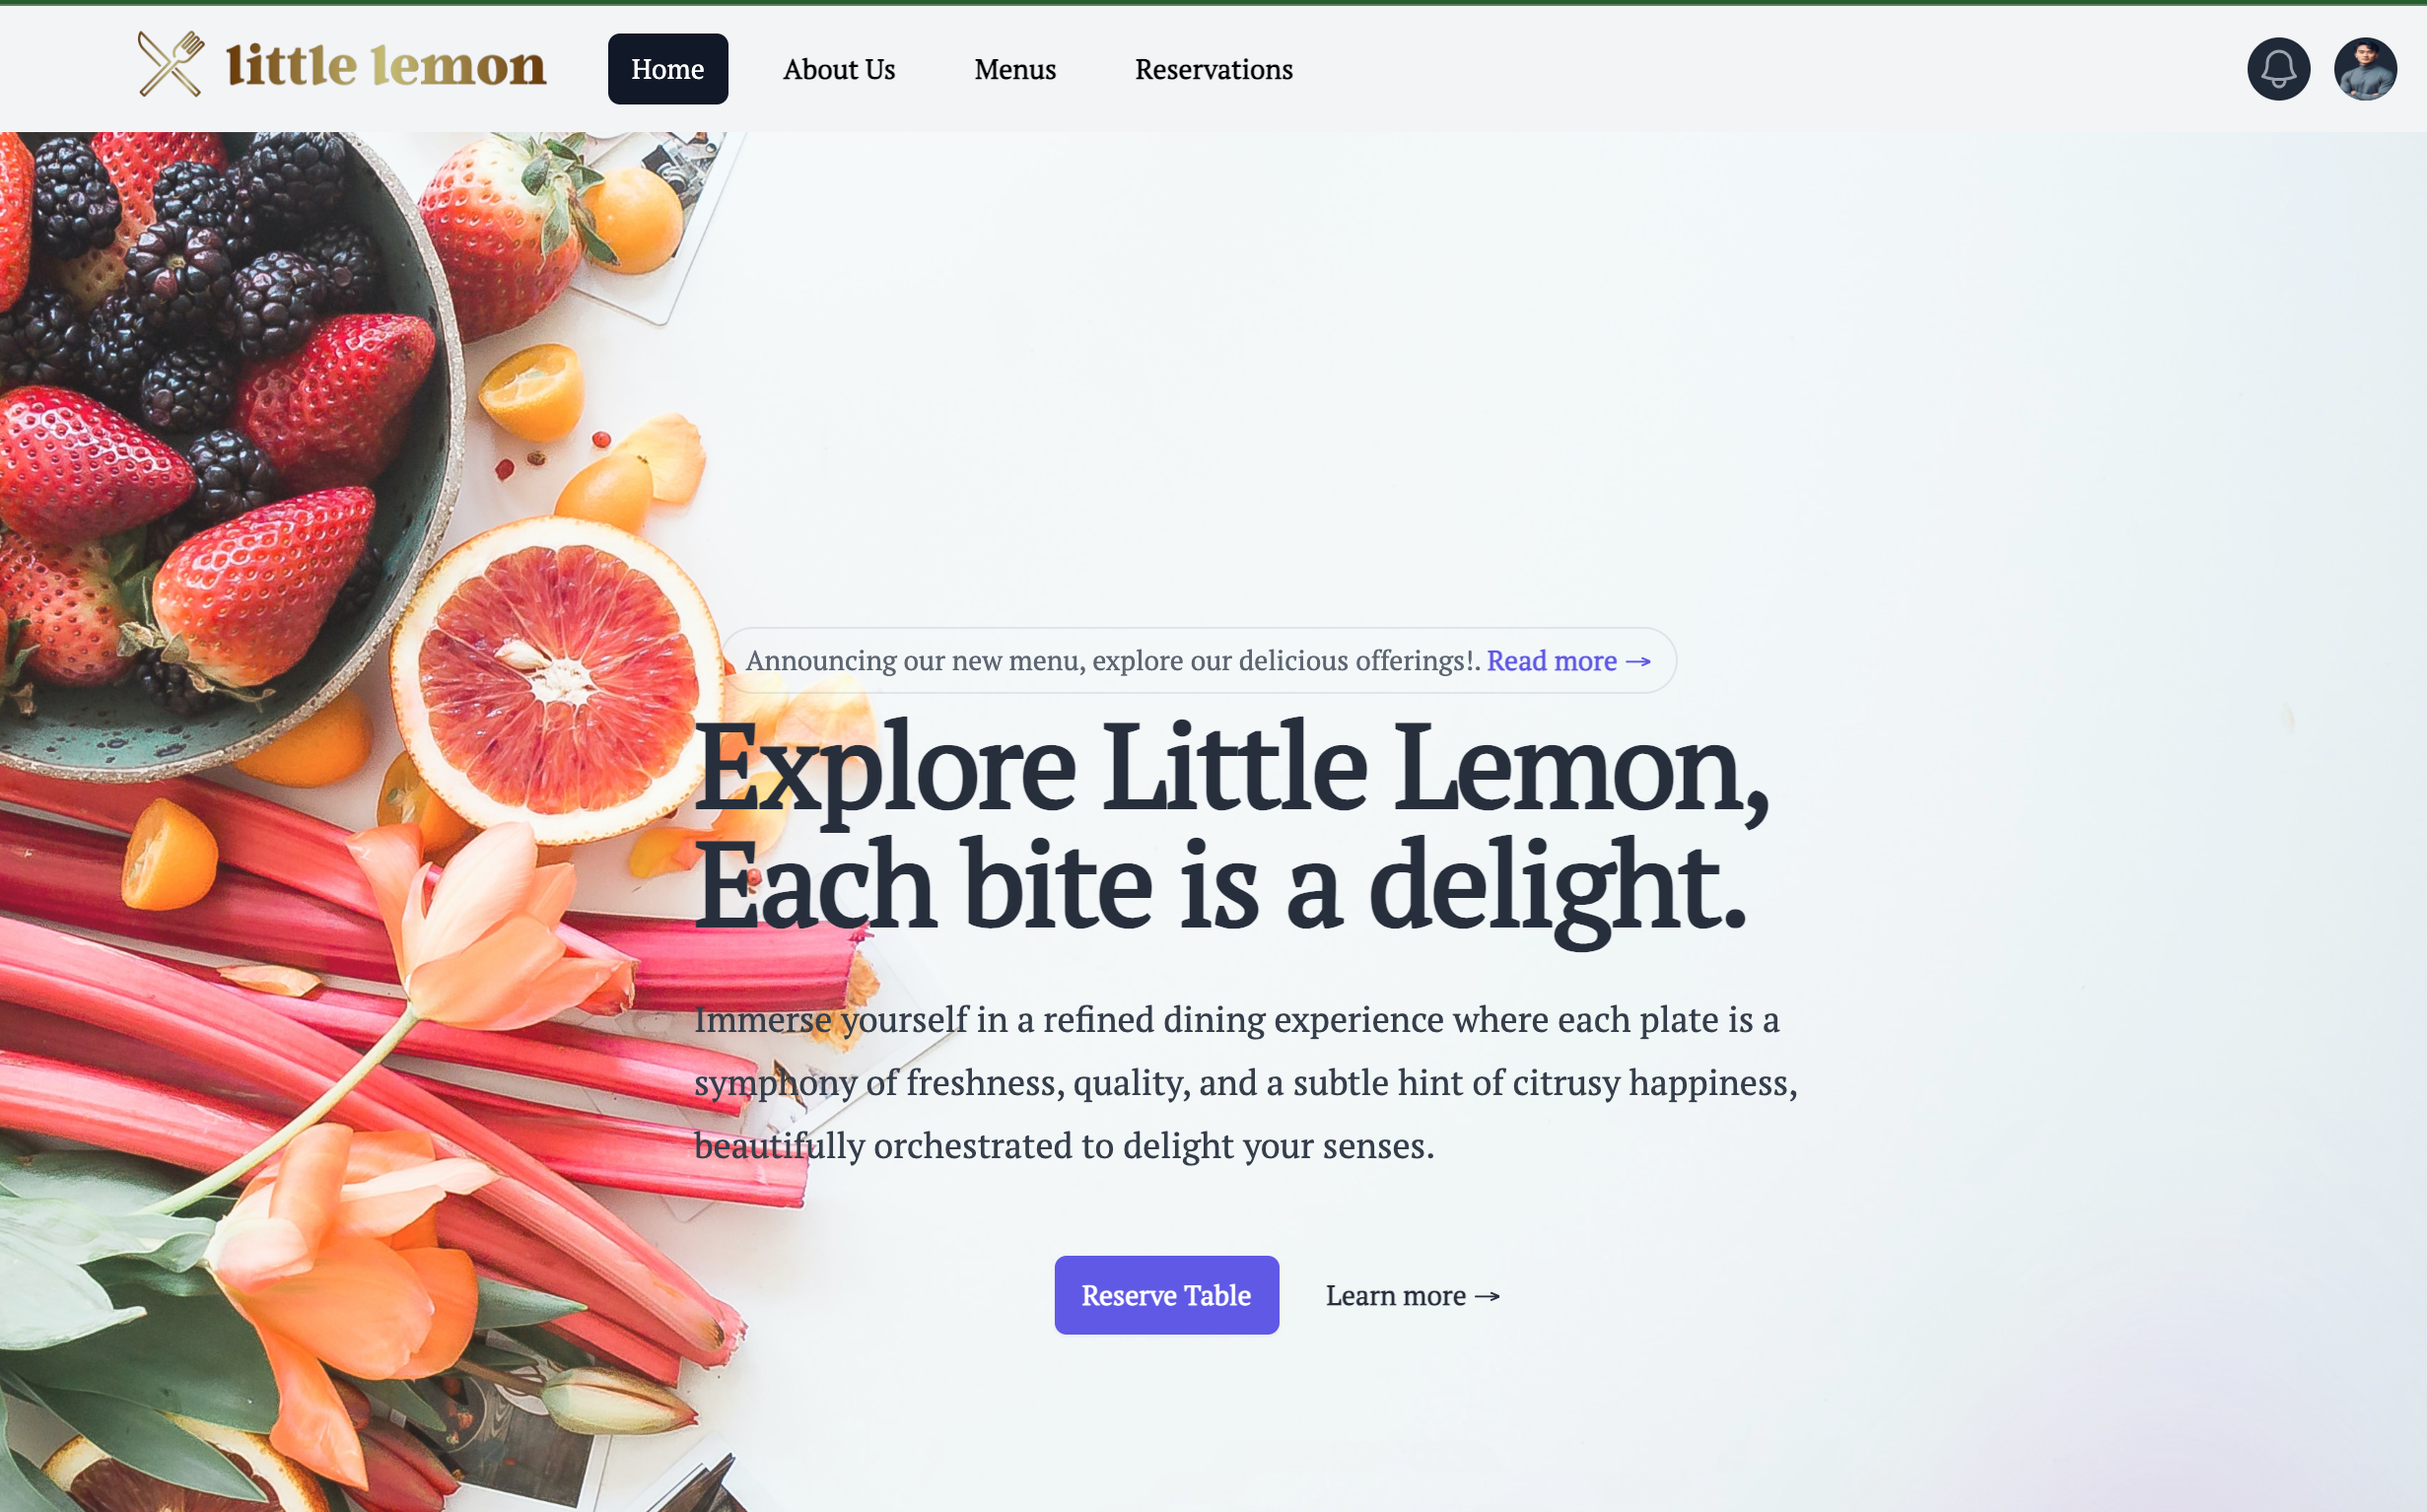 little lemon
Home
About Us
Menus
Reservations
Announcing our new menu, explore our delicious offerings!. Read more →
Explore Little Lemon,
Each bite is a delight.
Immerse yourself in a refined dining experience where each plate is a
symphony of freshness, quality, and a subtle hint of citrusy happiness,
beautifully orchestrated to delight your senses.
Reserve Table
Learn more →